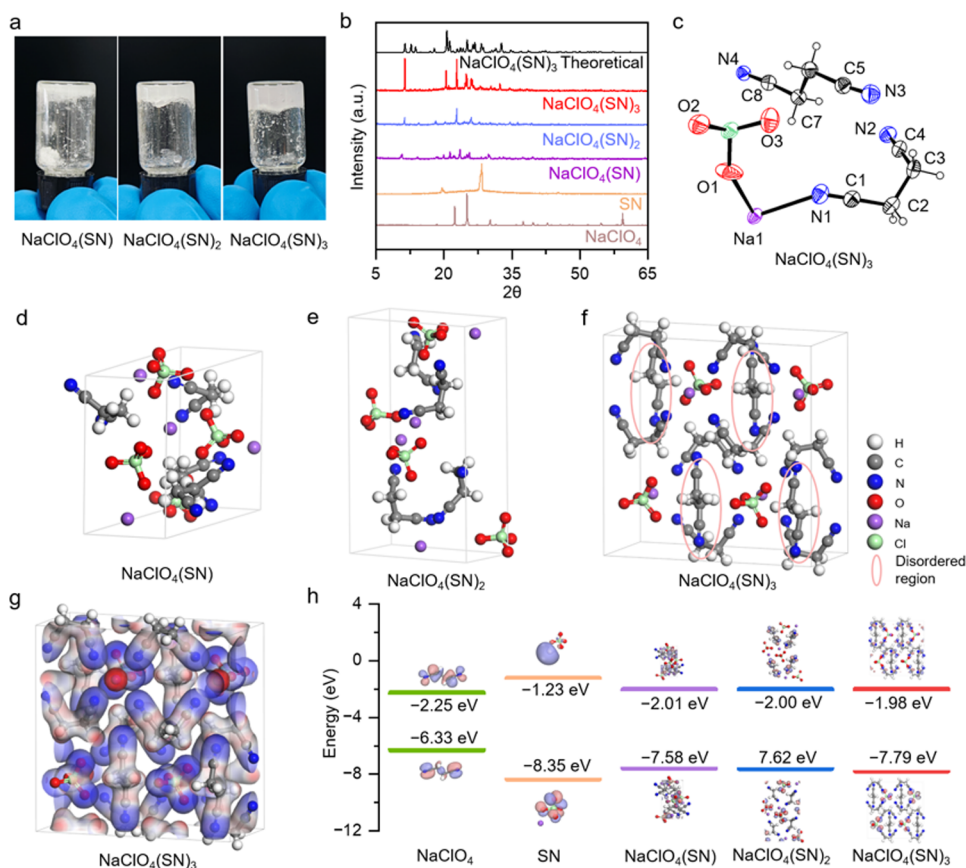 a
NaClO₄(SN) NaClO₄(SN)₂ NaClO₄(SN)₃
b
Intensity (a.u.)
NaClO₄(SN)₃ Theoretical
NaClO₄(SN)₃
NaClO₄(SN)₂
NaClO₄(SN)
SN
NaClO₄
5 20 35 50 65
2θ
c
N4
C5
C8
N3
O2
C7
N2
O3
C4
C3
O1
C1
N1
C2
Na1
NaClO₄(SN)₃
d
NaClO₄(SN)
e
NaClO₄(SN)₂
f
NaClO₄(SN)₃
H
C
N
O
Na
Cl
Disordered
region
g
NaClO₄(SN)₃
h
Energy (eV)
4
0
−4
−8
−12
−2.25 eV
−1.23 eV
−2.01 eV
−2.00 eV
−1.98 eV
−6.33 eV
−8.35 eV
−7.58 eV
7.62 eV
−7.79 eV
NaClO₄ SN NaClO₄(SN) NaClO₄(SN)₂ NaClO₄(SN)₃